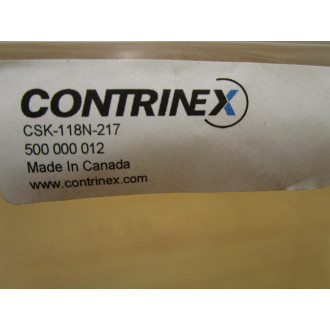 CONTRINEX
CSK-118N-217
500 000 012
Made In Canada
www.contrinex.com